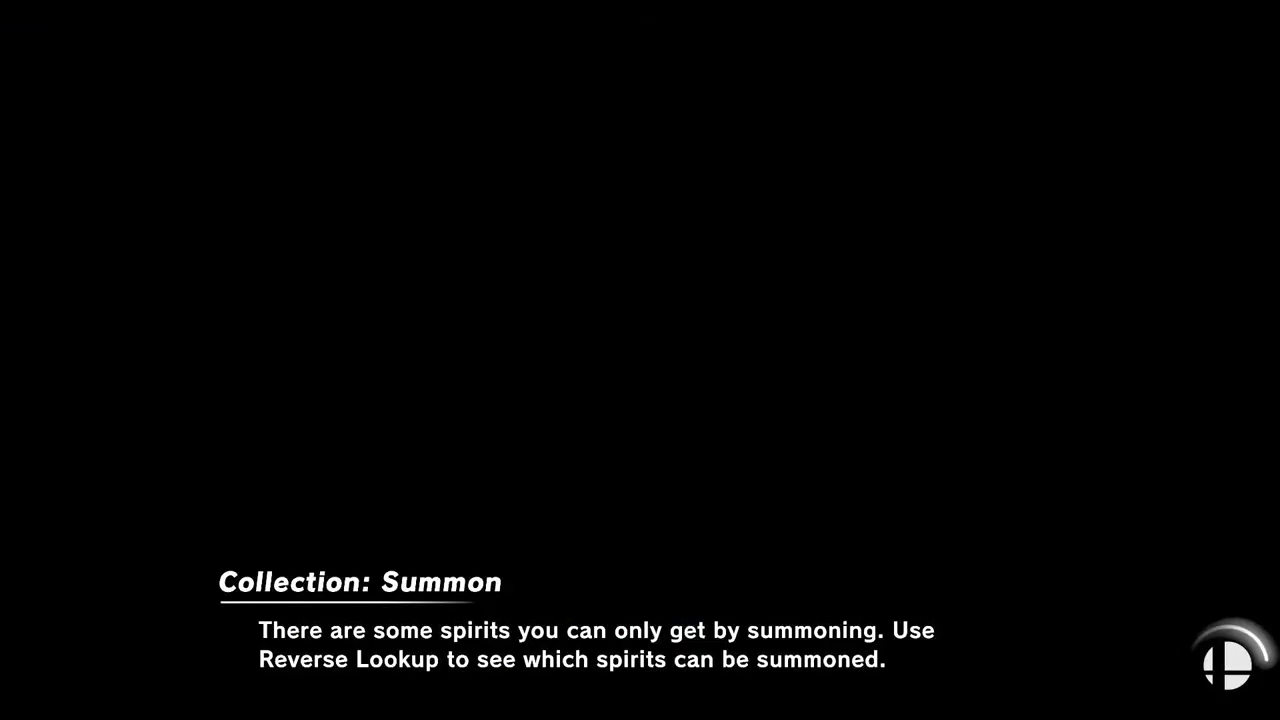 Collection: Summon
There are some spirits you can only get by summoning. Use
Reverse Lookup to see which spirits can be summoned.